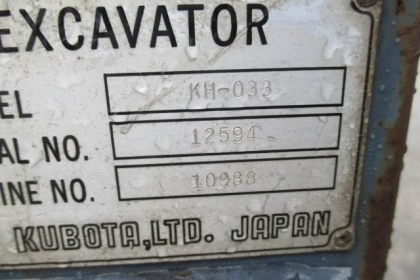 EXCAVATOR
EL KH-033
AL NO. 12594
INE NO. 10988
KUBOTA,LTD. JAPAN